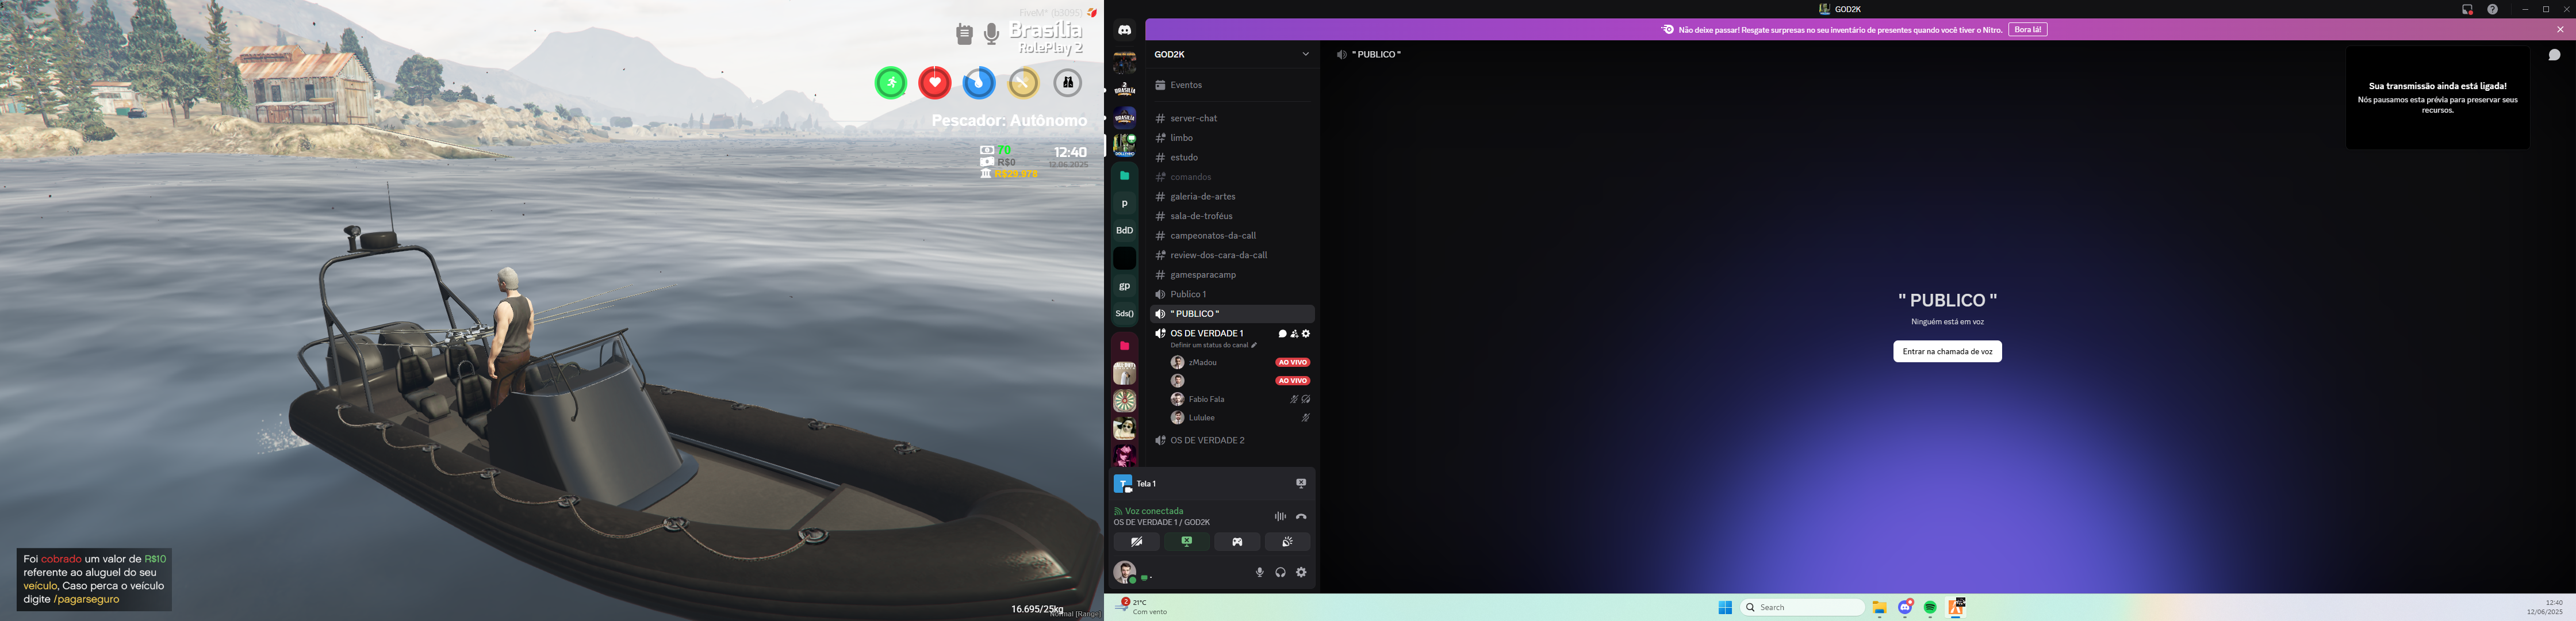 FiveM* (b3095)
Brasília
RolePlay 2
Pescador: Autônomo
70
12:40
R$0
12.06.2025
R$29.978
Foi cobrado um valor de R$10
referente ao aluguel do seu
veículo, Caso perca o veículo
digite /pagarseguro
16.695/25kg
Normal [Range]
GOD2K
Não deixe passar! Resgate surpresas no seu inventário de presentes quando você tiver o Nitro.
Bora lá!
GOD2K
Eventos
server-chat
limbo
estudo
comandos
galeria-de-artes
sala-de-troféus
campeonatos-da-call
review-dos-cara-da-call
gamesparacamp
Publico 1
" PUBLICO "
OS DE VERDADE 1
Definir um status do canal
zMadou AO VIVO
AO VIVO
Fabio Fala
Lululee
OS DE VERDADE 2
p
BdD
gp
Sds()
T
Tela 1
Voz conectada
OS DE VERDADE 1 / GOD2K
" PUBLICO "
Sua transmissão ainda está ligada!
Nós pausamos esta prévia para preservar seus
recursos.
" PUBLICO "
Ninguém está em voz
Entrar na chamada de voz
2
21°C
Com vento
Search
12:40
12/06/2025